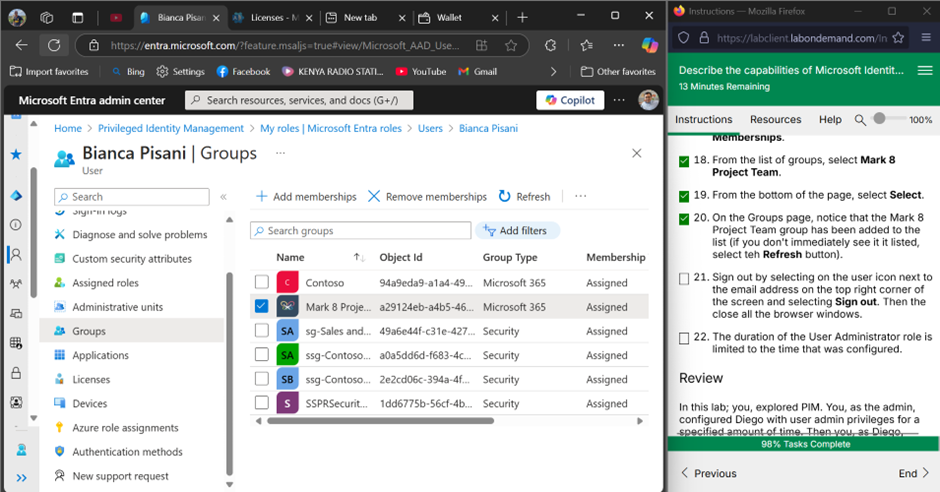 Bianca Pisani
Licenses - M
New tab
Wallet
https://entra.microsoft.com/?feature.msaljs=true#view/Microsoft_AAD_Use...
Import favorites
Bing
Settings
Facebook
KENYA RADIO STATI...
YouTube
Gmail
Other favorites
Microsoft Entra admin center
Search resources, services, and docs (G+/)
Copilot
Home > Privileged Identity Management > My roles | Microsoft Entra roles > Users > Bianca Pisani
Bianca Pisani | Groups
User
Search
Sign-in logs
Diagnose and solve problems
Custom security attributes
Assigned roles
Administrative units
Groups
Applications
Licenses
Devices
Azure role assignments
Authentication methods
New support request
Add memberships
Remove memberships
Refresh
Search groups
Add filters
Name Object Id Group Type Membership
C Contoso 94a9eda9-a1a4-49... Microsoft 365 Assigned
Mark 8 Proje... a29124eb-a4b5-46... Microsoft 365 Assigned
SA sg-Sales and... 49a6e44f-c31e-427... Security Assigned
SA ssg-Contoso... a0a5dd6d-f683-4c... Security Assigned
SB ssg-Contoso... 2e2cd06c-394a-4f... Security Assigned
S SSPRSecurit... 1dd6775b-56cf-4b... Security Assigned
Instructions — Mozilla Firefox
https://labclient.labondemand.com/In
Describe the capabilities of Microsoft Identit...
13 Minutes Remaining
Instructions Resources Help 100%
Memberships.
18. From the list of groups, select Mark 8
Project Team.
19. From the bottom of the page, select Select.
20. On the Groups page, notice that the Mark 8
Project Team group has been added to the
list (if you don't immediately see it listed,
select teh Refresh button).
21. Sign out by selecting on the user icon next to
the email address on the top right corner of
the screen and selecting Sign out. Then the
close all the browser windows.
22. The duration of the User Administrator role is
limited to the time that was configured.
Review
In this lab; you, explored PIM. You, as the admin,
configured Diego with user admin privileges for a
specified amount of time. Then you, as Diego,
98% Tasks Complete
Previous
End